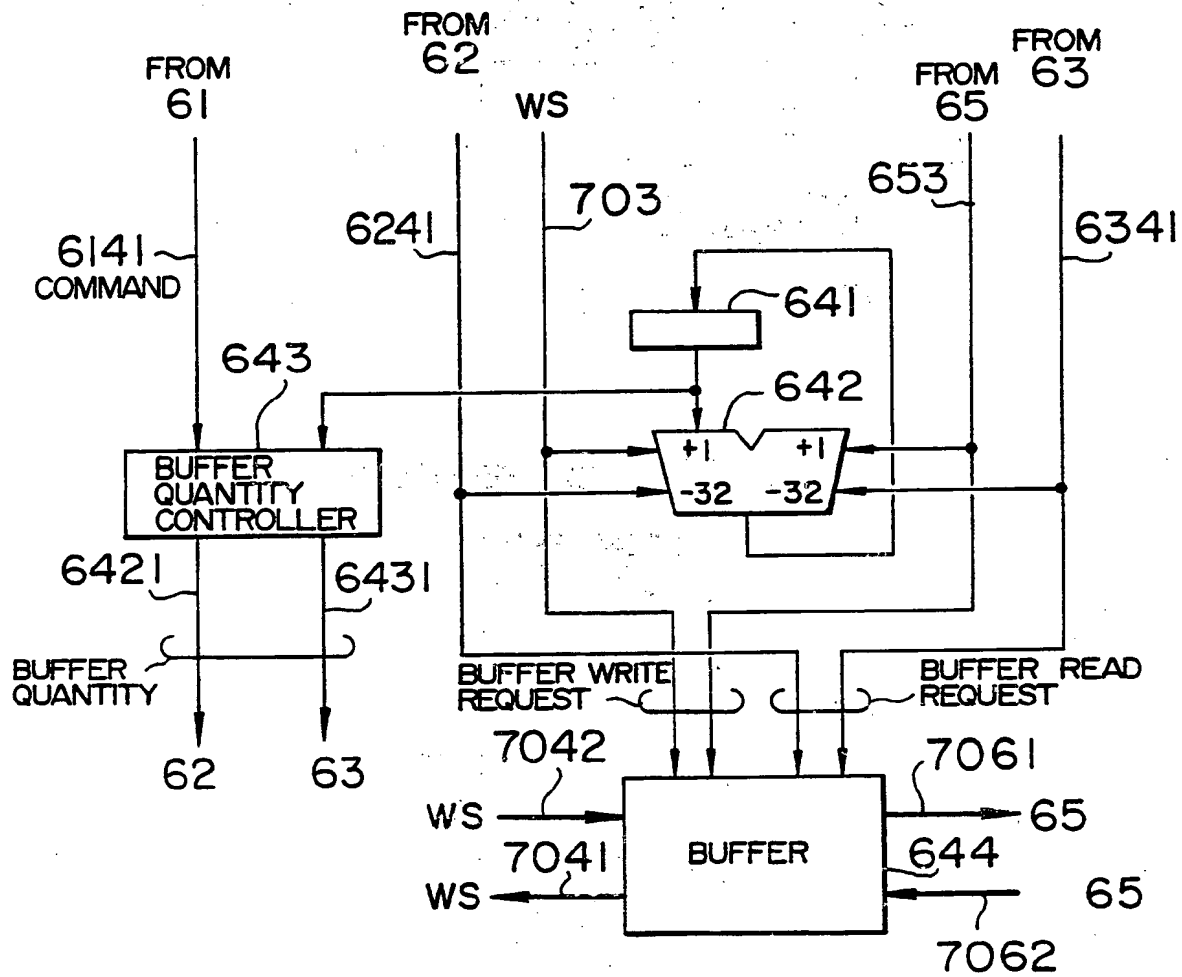 FROM
62
FROM
63
FROM
61
FROM
65
WS
703
653
6241
6341
6141
COMMAND
641
643
642
+1 +1
-32 -32
BUFFER
QUANTITY
CONTROLLER
6421
6431
BUFFER
QUANTITY
BUFFER WRITE
REQUEST
BUFFER READ
REQUEST
62
63
7042
7061
WS
65
BUFFER
644
7041
WS
65
7062